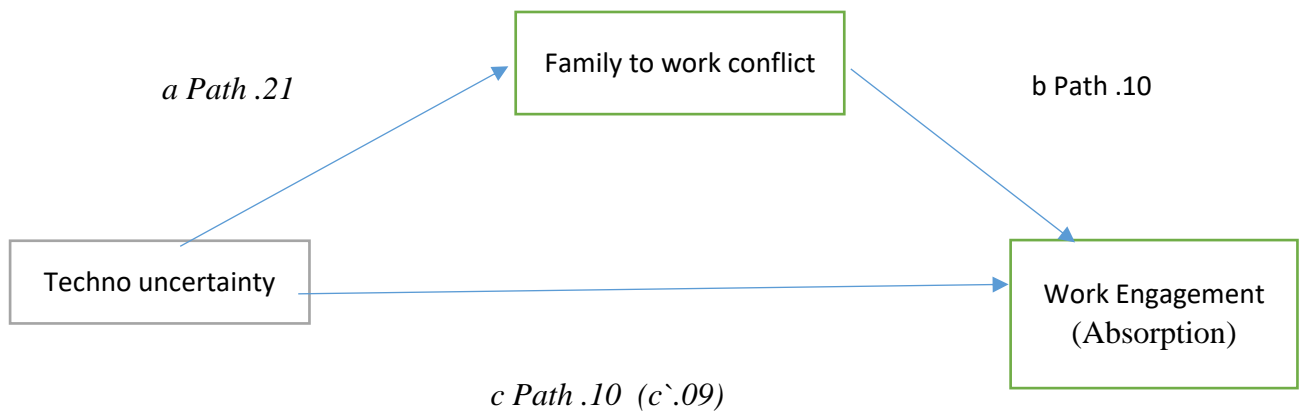 Family to work conflict
a Path .21
b Path .10
Techno uncertainty
Work Engagement
(Absorption)
c Path .10 (c`.09)